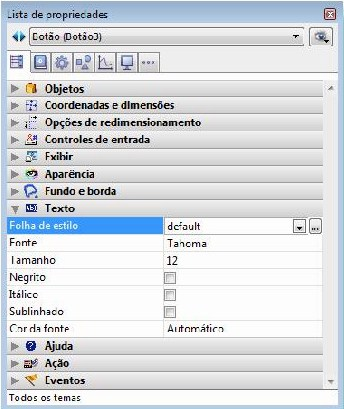 Lista de propriedades
Botão (Botão3)
Objetos
Coordenadas e dimensões
Opções de redimensionamento
Controles de entrada
Exibir
Aparência
Fundo e borda
Texto
Folha de estilo default
Fonte Tahoma
Tamanho 12
Negrito
Itálico
Sublinhado
Cor da fonte Automático
Ajuda
Ação
Eventos
Todos os temas